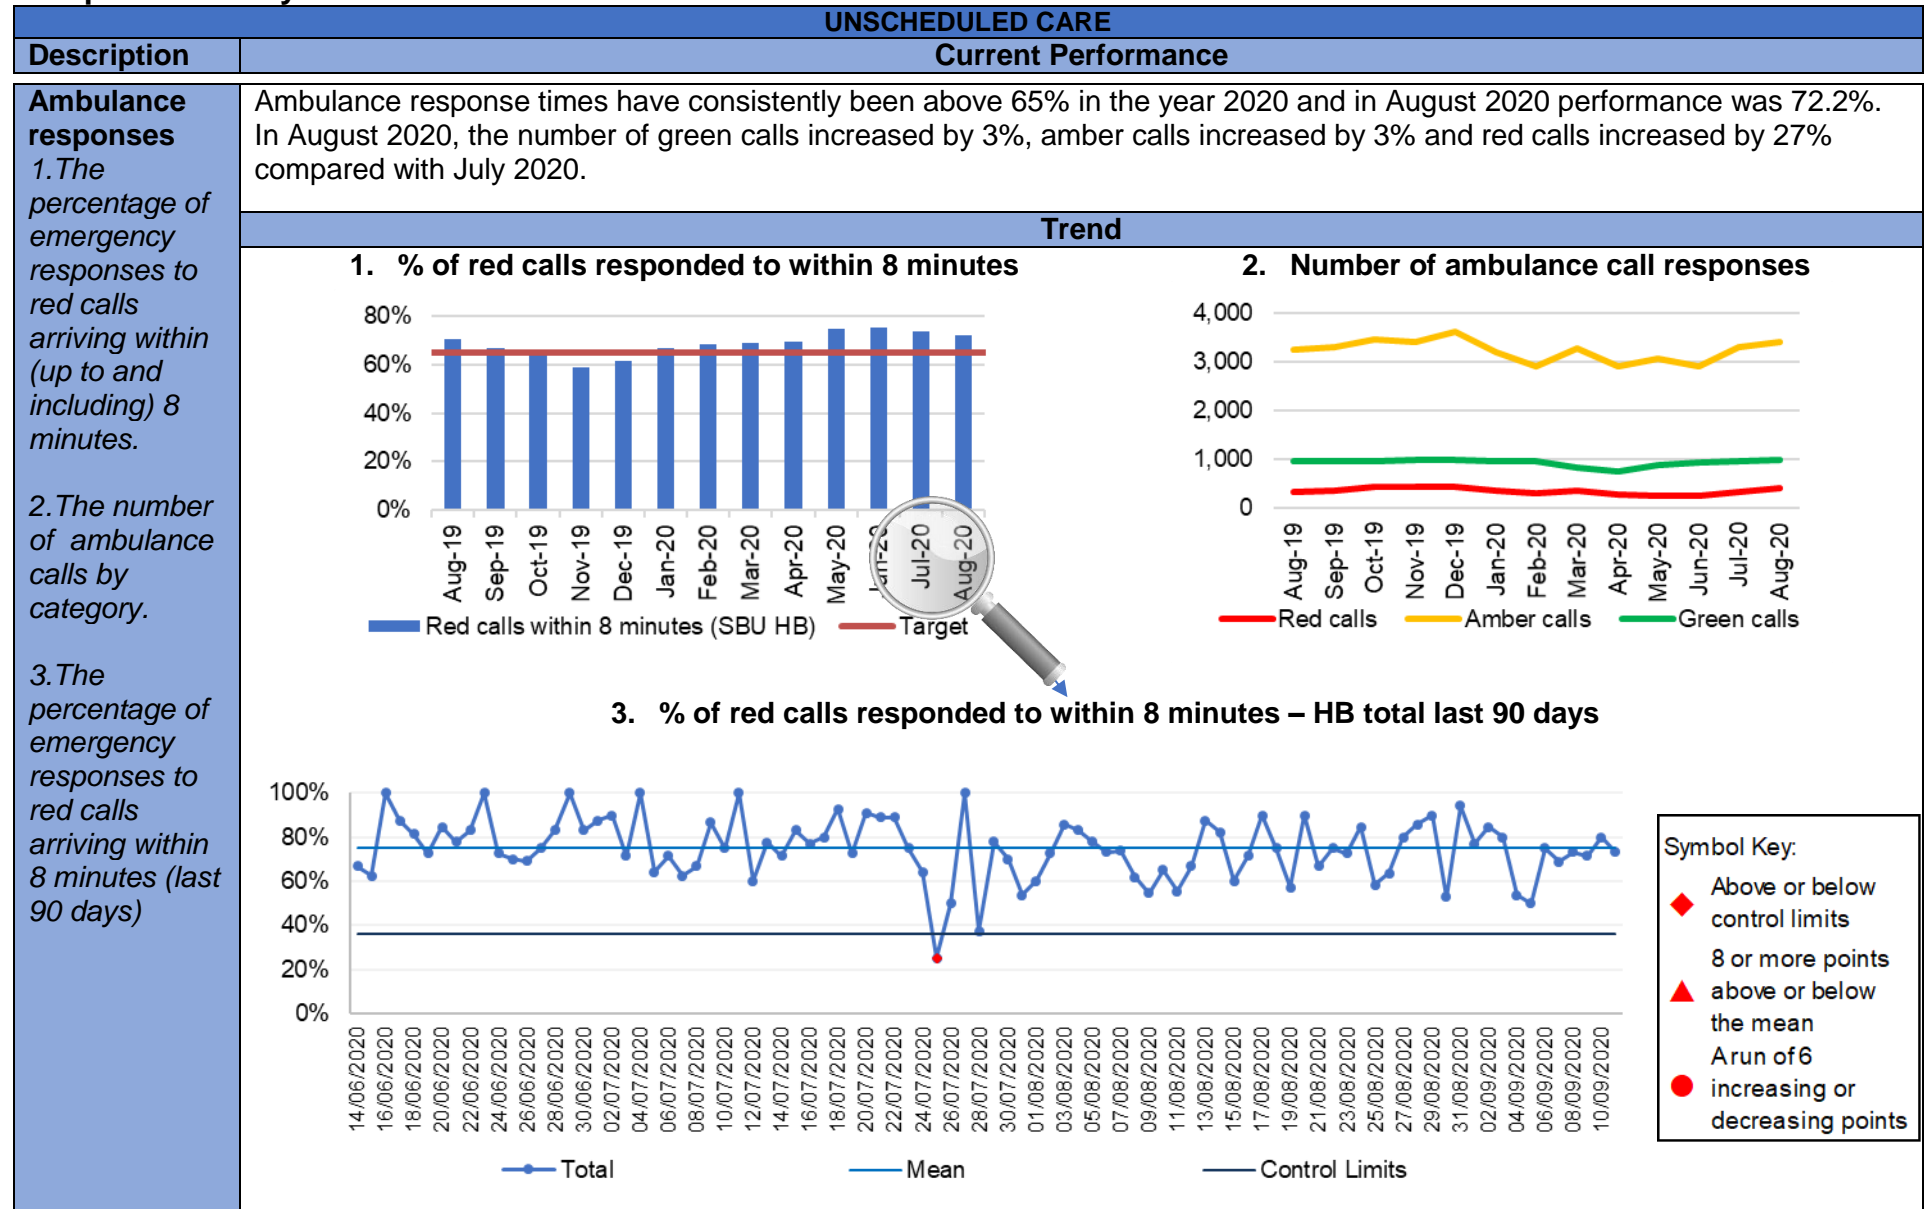 UNSCHEDULED CARE
Description
Current Performance
Ambulance
responses
1.The
percentage of
emergency
responses to
red calls
arriving within
(up to and
including) 8
minutes.
2.The number
of ambulance
calls by
category.
3.The
percentage of
emergency
responses to
red calls
arriving within
8 minutes (last
90 days)
Ambulance response times have consistently been above 65% in the year 2020 and in August 2020 performance was 72.2%.
In August 2020, the number of green calls increased by 3%, amber calls increased by 3% and red calls increased by 27%
compared with July 2020.
Trend
1. % of red calls responded to within 8 minutes
80%
60%
40%
20%
0%
Aug-19
Sep-19
Oct-19
Nov-19
Dec-19
Jan-20
Feb-20
Mar-20
Apr-20
May-20
Jun-20
Jul-20
Aug-20
Red calls within 8 minutes (SBU HB)
Target
2. Number of ambulance call responses
4,000
3,000
2,000
1,000
0
Aug-19
Sep-19
Oct-19
Nov-19
Dec-19
Jan-20
Feb-20
Mar-20
Apr-20
May-20
Jun-20
Jul-20
Aug-20
Red calls
Amber calls
Green calls
3. % of red calls responded to within 8 minutes – HB total last 90 days
100%
80%
60%
40%
20%
0%
14/06/2020
16/06/2020
18/06/2020
20/06/2020
22/06/2020
24/06/2020
26/06/2020
28/06/2020
30/06/2020
02/07/2020
04/07/2020
06/07/2020
08/07/2020
10/07/2020
12/07/2020
14/07/2020
16/07/2020
18/07/2020
20/07/2020
22/07/2020
24/07/2020
26/07/2020
28/07/2020
30/07/2020
01/08/2020
03/08/2020
05/08/2020
07/08/2020
09/08/2020
11/08/2020
13/08/2020
15/08/2020
17/08/2020
19/08/2020
21/08/2020
23/08/2020
25/08/2020
27/08/2020
29/08/2020
31/08/2020
02/09/2020
04/09/2020
06/09/2020
08/09/2020
10/09/2020
Total
Mean
Control Limits
Symbol Key:
Above or below
control limits
8 or more points
above or below
the mean
A run of 6
increasing or
decreasing points